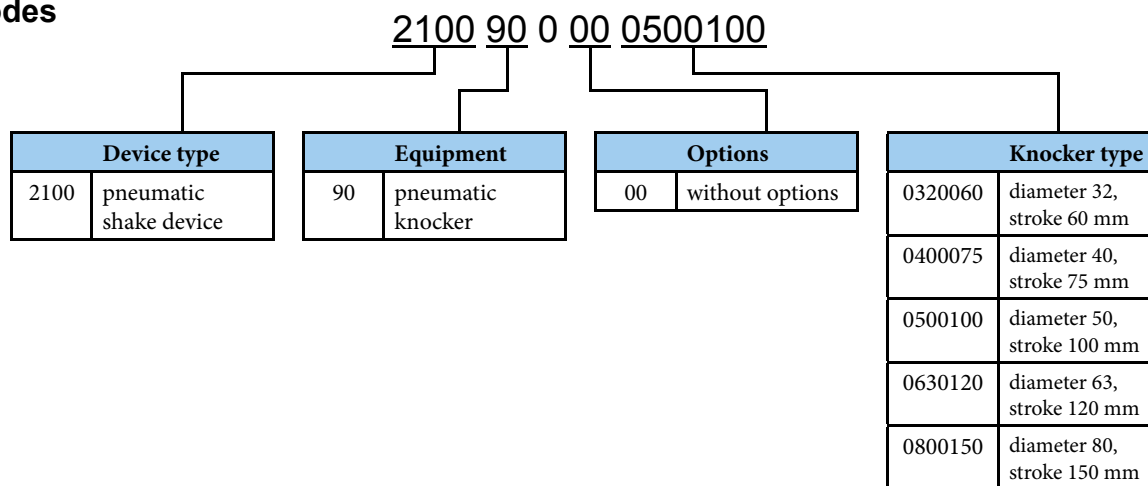 2100 90 0 00 0500100
Device type
2100 pneumatic
shake device
Equipment
90 pneumatic
knocker
Options
00 without options
Knocker type
0320060 diameter 32,
stroke 60 mm
0400075 diameter 40,
stroke 75 mm
0500100 diameter 50,
stroke 100 mm
0630120 diameter 63,
stroke 120 mm
0800150 diameter 80,
stroke 150 mm